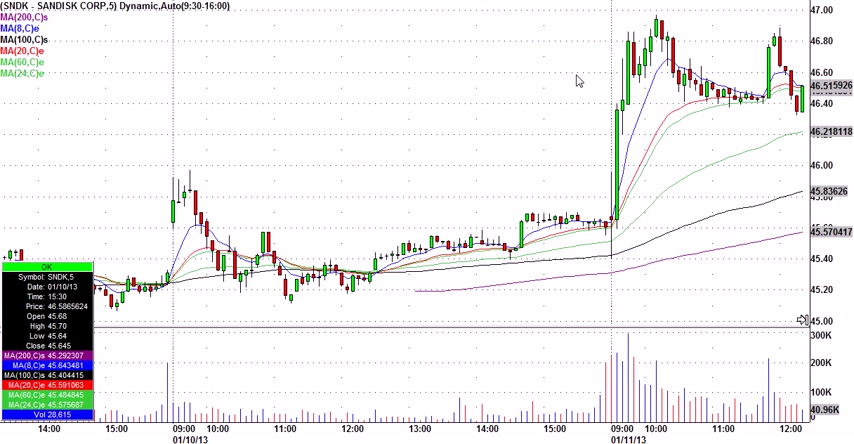 (SNDK - SANDISK CORP,5) Dynamic,Auto(9:30-16:00)
MA(200,C)s
MA(8,C)e
MA(100,C)s
MA(20,C)e
MA(60,C)e
MA(24,C)e
47.00
46.80
46.60
46.515926
46.40
46.218118
46.00
45.83626
45.570417
45.40
45.20
45.00
300K
200K
100K
40.96K
0
OK
Symbol: SNDK,5
Date: 01/10/13
Time: 15:30
Price: 46.5865624
Open 45.68
High 45.70
Low 45.64
Close 45.645
MA(200,C)s 45.292307
MA(8,C)e 45.643481
MA(100,C)s 45.404415
MA(20,C)e 45.591063
MA(60,C)e 45.484845
MA(24,C)e 45.575687
Vol 28,615
14:00 15:00 09:00 10:00 11:00 12:00 13:00 14:00 15:00 09:00 10:00 11:00 12:00
01/10/13 01/11/13